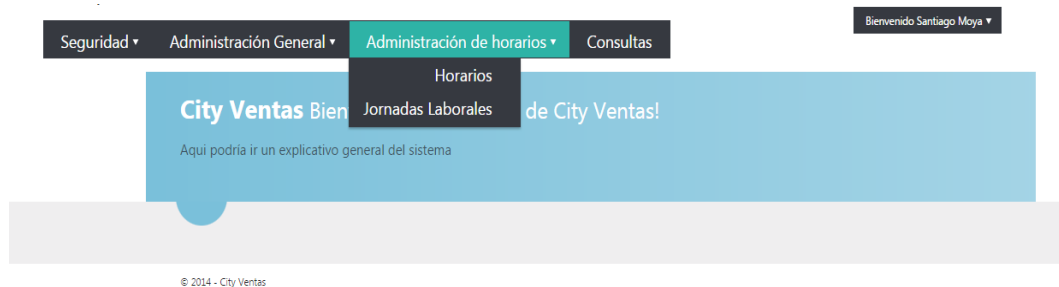 Bienvenido Santiago Moya ▾
Seguridad ▾ Administración General ▾ Administración de horarios ▾ Consultas
Horarios
Jornadas Laborales
City Ventas Bien de City Ventas!
Aqui podría ir un explicativo general del sistema
© 2014 - City Ventas